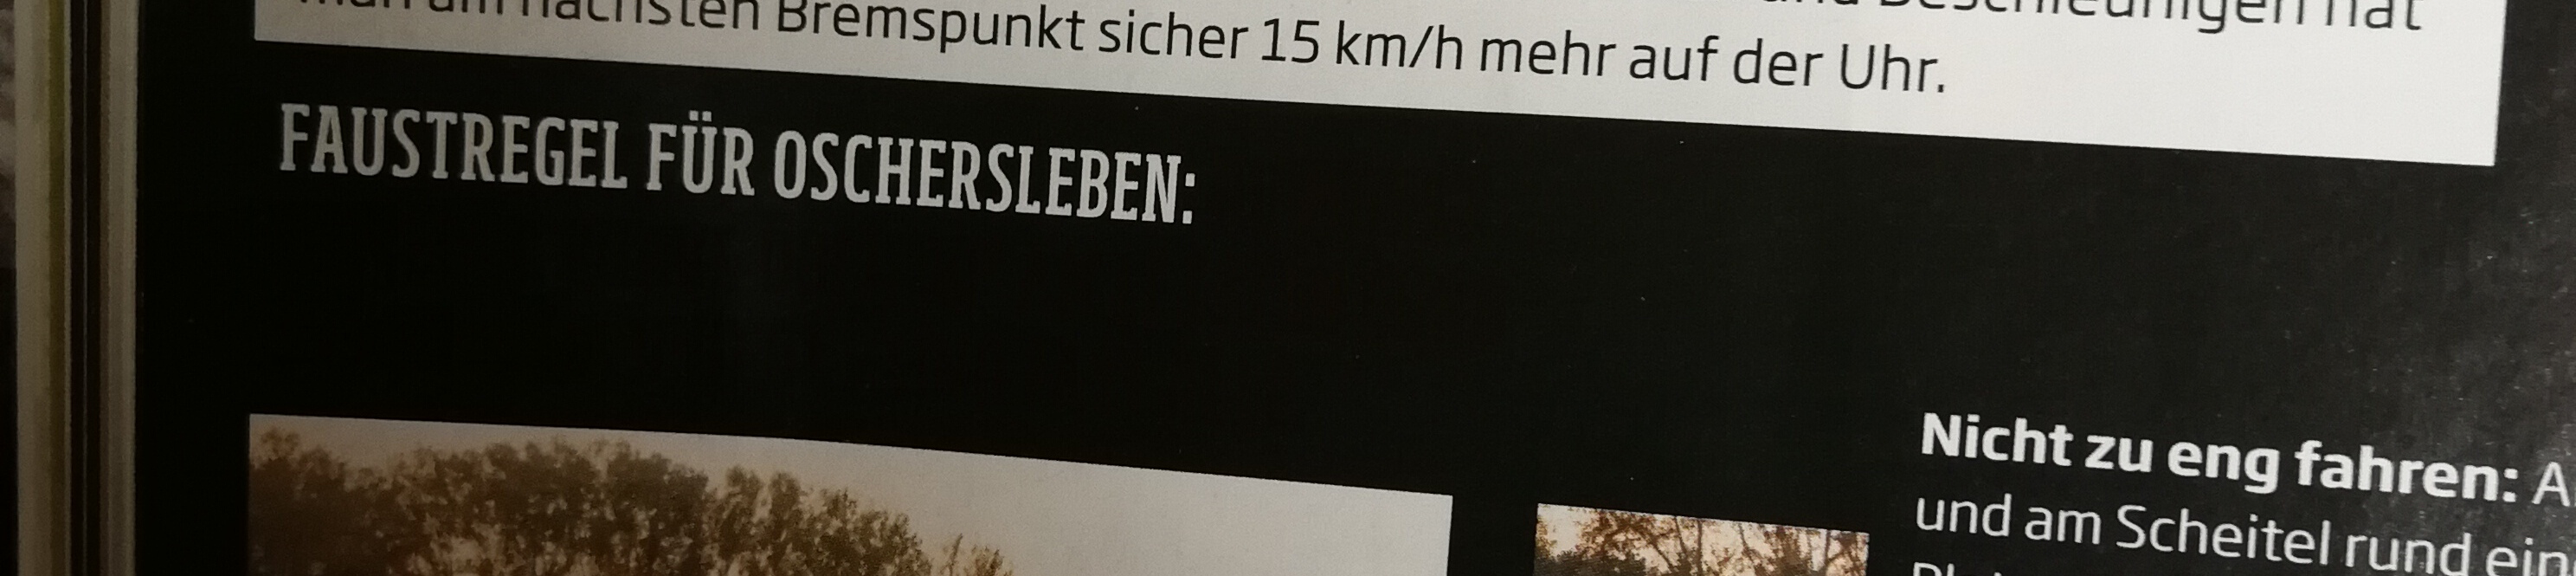 nächsten Bremspunkt sicher 15 km/h mehr auf der Uhr.
FAUSTREGEL FÜR OSCHERSLEBEN:
Nicht zu eng fahren:
und am Scheitel rund